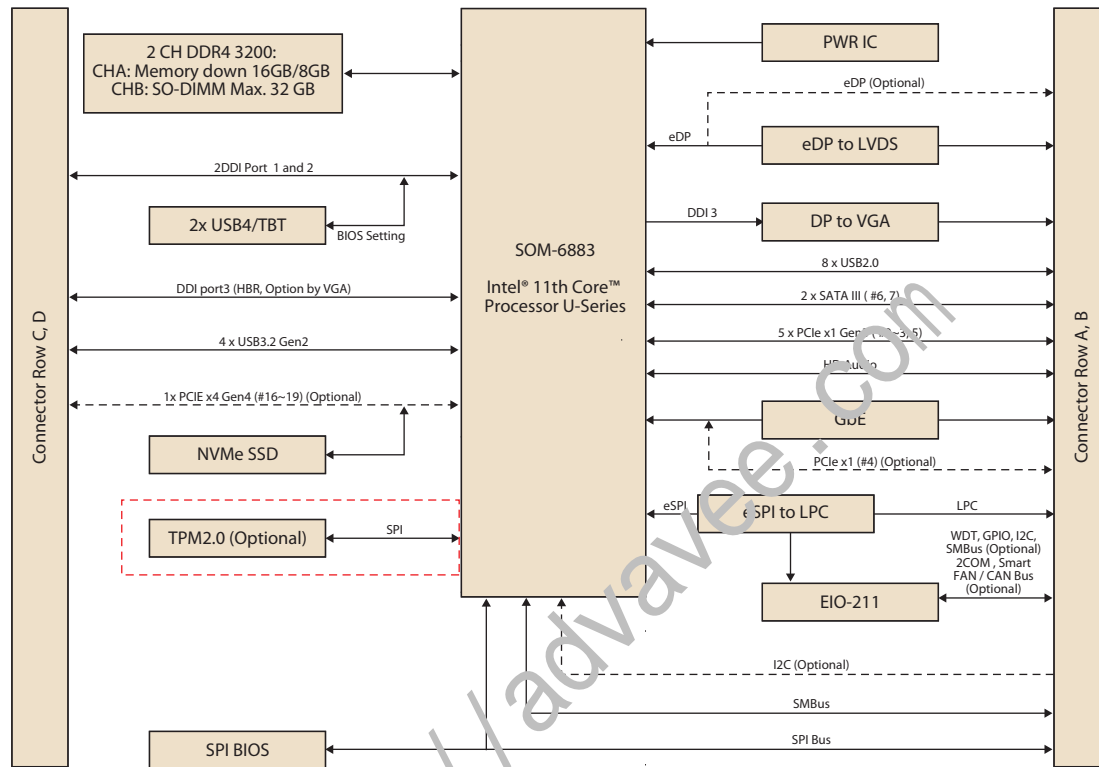 2 CH DDR4 3200:
CHA: Memory down 16GB/8GB
CHB: SO-DIMM Max. 32 GB
PWR IC
eDP (Optional)
eDP
eDP to LVDS
2DDI Port 1 and 2
2x USB4/TBT
BIOS Setting
DDI 3
DP to VGA
SOM-6883
Intel® 11th Core™
Processor U-Series
8 x USB2.0
DDI port3 (HBR, Option by VGA)
2 x SATA III ( #6, 7)
4 x USB3.2 Gen2
5 x PCIe x1
HD Audio
1x PCIE x4 Gen4 (#16~19) (Optional)
GbE
NVMe SSD
PCIe x1 (#4) (Optional)
eSPI
eSPI to LPC
LPC
TPM2.0 (Optional)
SPI
WDT, GPIO, I2C,
SMBus (Optional)
2COM , Smart
FAN / CAN Bus
(Optional)
EIO-211
I2C (Optional)
SMBus
SPI Bus
SPI BIOS
Connector Row C, D
Connector Row A, B
//advavee.com